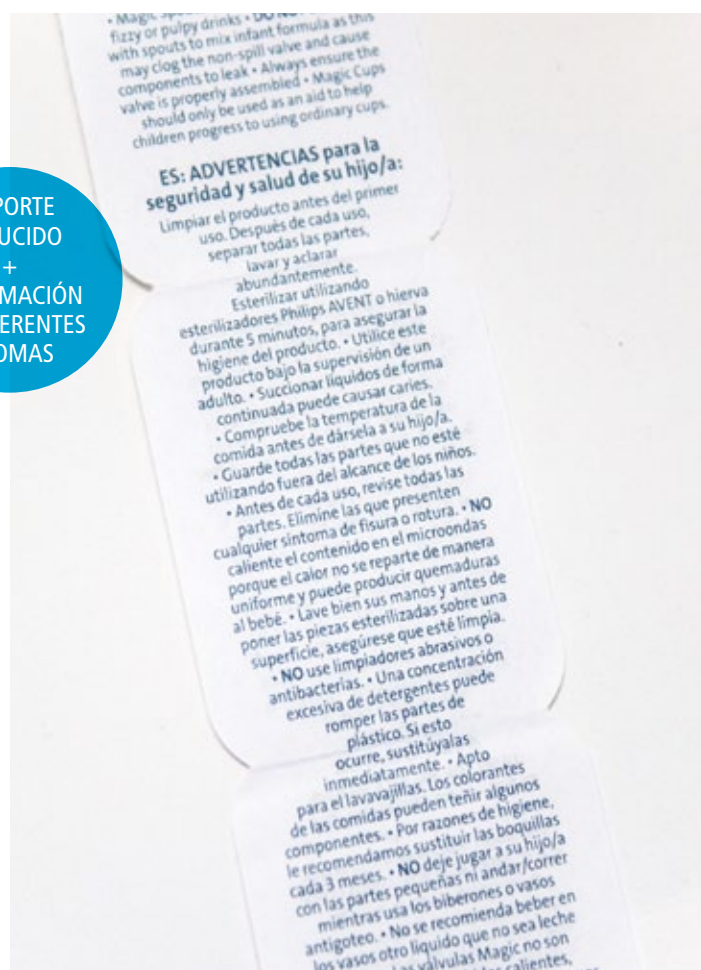 • Magic
fizzy or pulpy drinks • DO NOT
with spouts to mix infant formula as this
may clog the non-spill valve and cause
components to leak • Always ensure the
valve is properly assembled • Magic Cups
should only be used as an aid to help
children progress to using ordinary cups.
ES: ADVERTENCIAS para la
seguridad y salud de su hijo/a:
Limpiar el producto antes del primer
uso. Después de cada uso,
separar todas las partes,
lavar y aclarar
abundantemente.
Esterilizar utilizando
esterilizadores Philips AVENT o hierva
durante 5 minutos, para asegurar la
higiene del producto. • Utilice este
producto bajo la supervisión de un
adulto. • Succionar líquidos de forma
continuada puede causar caries.
• Compruebe la temperatura de la
comida antes de dársela a su hijo/a.
• Guarde todas las partes que no esté
utilizando fuera del alcance de los niños.
• Antes de cada uso, revise todas las
partes. Elimine las que presenten
cualquier síntoma de fisura o rotura. • NO
caliente el contenido en el microondas
porque el calor no se reparte de manera
uniforme y puede producir quemaduras
al bebé. • Lave bien sus manos y antes de
poner las piezas esterilizadas sobre una
superficie, asegúrese que esté limpia.
• NO use limpiadores abrasivos o
antibacterias. • Una concentración
excesiva de detergentes puede
romper las partes de
plástico. Si esto
ocurre, sustitúyalas
inmediatamente. • Apto
para el lavavajillas. Los colorantes
de las comidas pueden teñir algunos
componentes. • Por razones de higiene,
le recomendamos sustituir las boquillas
cada 3 meses. • NO deje jugar a su hijo/a
con las partes pequeñas ni andar/correr
mientras usa los biberones o vasos
antigoteo. • No se recomienda beber en
los vasos otro líquido que no sea leche
válvulas Magic no son
calientes,
PORTE
UCIDO
+
MACIÓN
ERENTES
OMAS